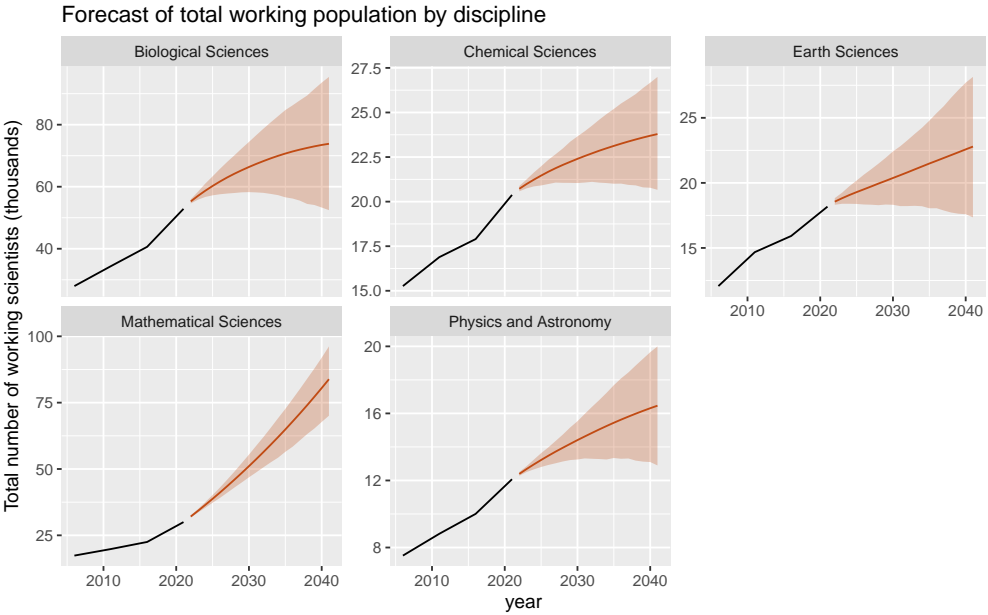 Forecast of total working population by discipline
Total number of working scientists (thousands)
Biological Sciences
80
60
40
Chemical Sciences
27.5
25.0
22.5
20.0
17.5
15.0
Earth Sciences
25
20
15
2010 2020 2030 2040
Mathematical Sciences
100
75
50
25
2010 2020 2030 2040
Physics and Astronomy
20
16
12
8
2010 2020 2030 2040
year